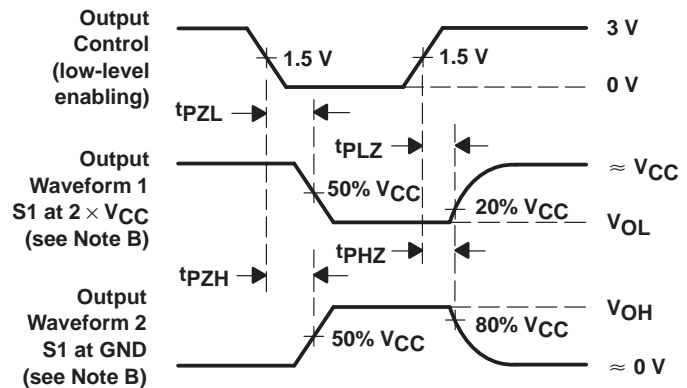 Output
Control
(low-level
enabling)
1.5 V
1.5 V
3 V
0 V
tPZL
tPLZ
Output
Waveform 1
S1 at 2 × VCC
(see Note B)
50% VCC
20% VCC
≈ VCC
VOL
tPZH
tPHZ
Output
Waveform 2
S1 at GND
(see Note B)
50% VCC
80% VCC
VOH
≈ 0 V